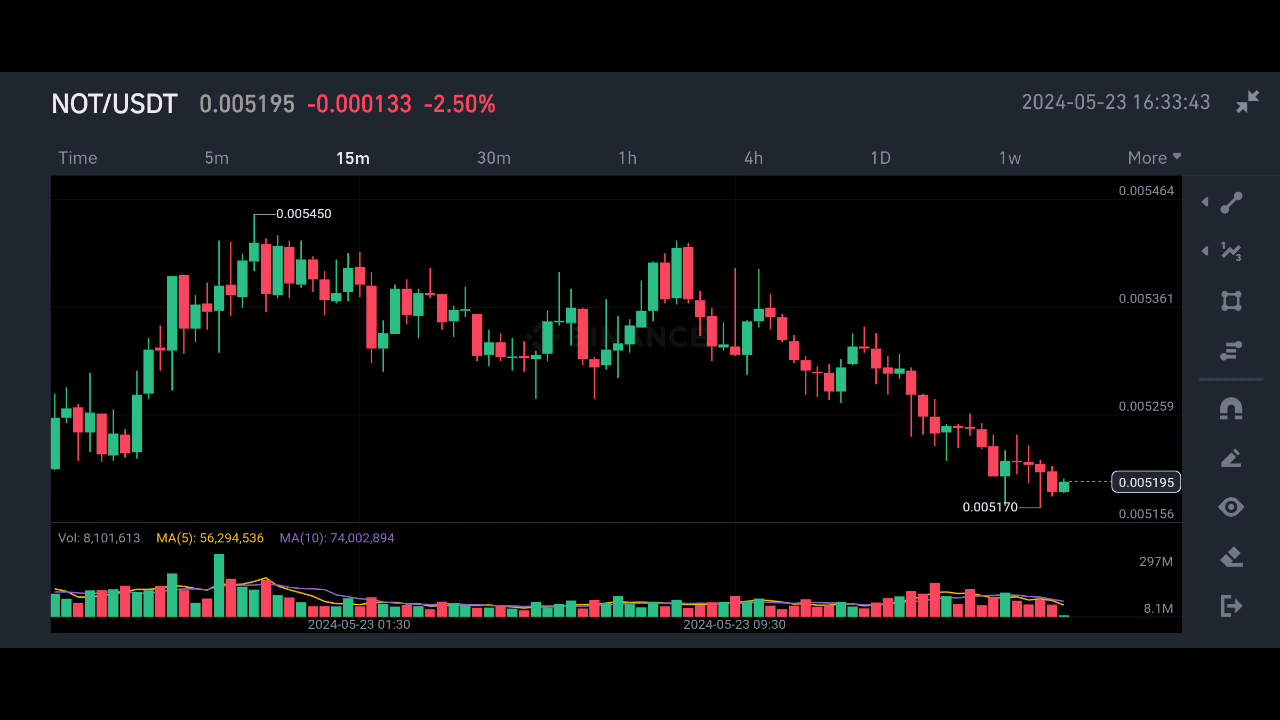 NOT/USDT 0.005195 -0.000133 -2.50% 2024-05-23 16:33:43
Time 5m 15m 30m 1h 4h 1D 1w More
0.005464
0.005450
0.005361
BINANCE
0.005259
0.005195
0.005170
0.005156
Vol: 8,101,613 MA(5): 56,294,536 MA(10): 74,002,894
297M
8.1M
2024-05-23 01:30 2024-05-23 09:30